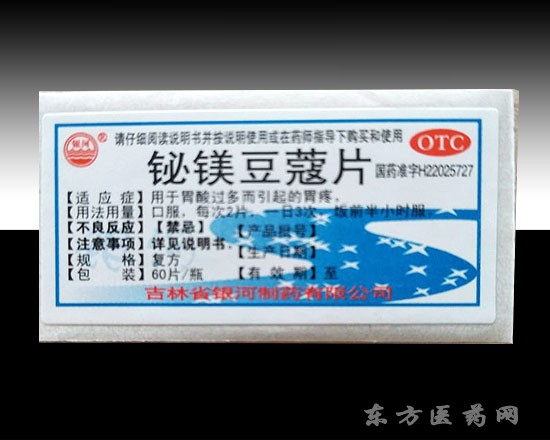 请仔细阅读说明书并按说明使用或在药师指导下购买和使用
OTC
铋镁豆蔻片
国药准字H22025727
【适应症】用于胃酸过多而引起的胃疼。
【用法用量】口服，每次2片，一日3次，饭前半小时服。
【不良反应】【禁忌】【产品批号】
【注意事项】详见说明书。【生产日期】
【规格】复方
【包装】60片/瓶【有效期】至
吉林省银河制药有限公司
东方医药网